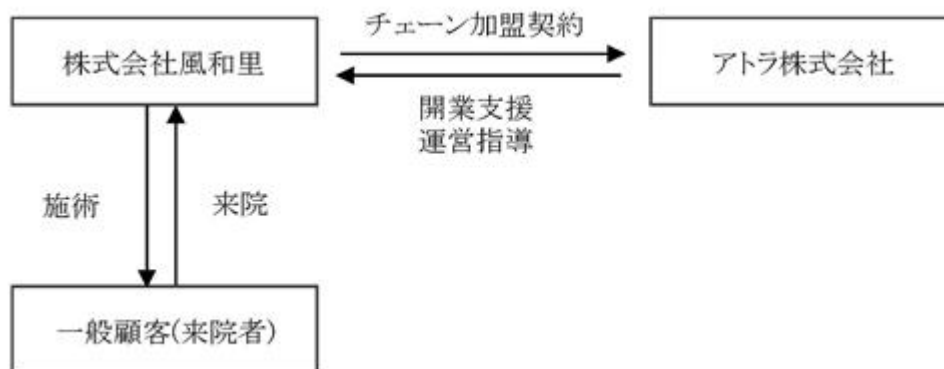 チェーン加盟契約
株式会社風和里
アトラ株式会社
開業支援
運営指導
施術
来院
一般顧客(来院者)